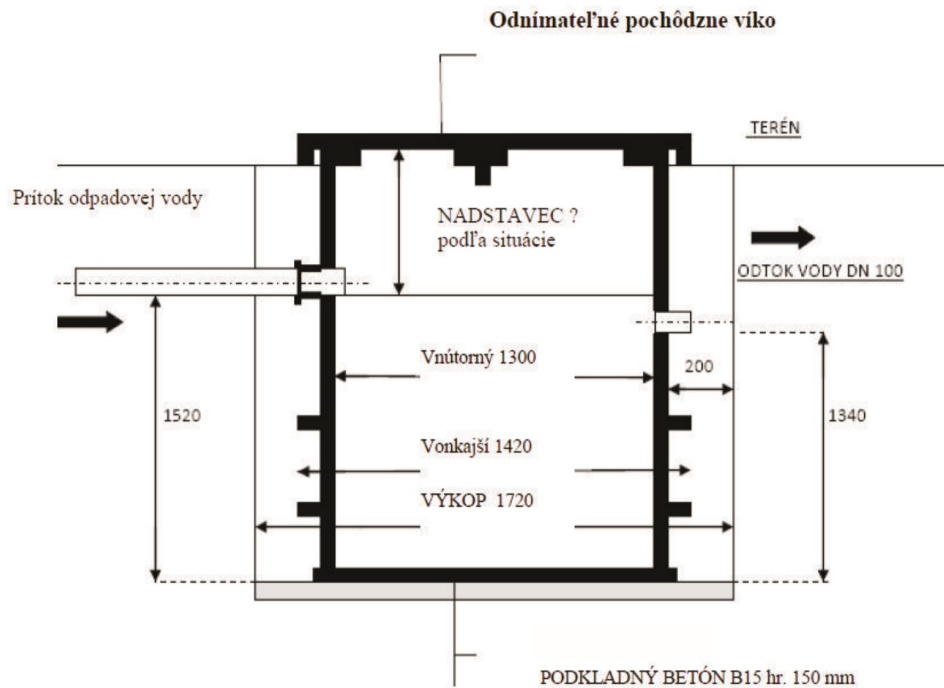 Odnímateľné pochôdzne víko
TERÉN
Prítok odpadovej vody
NADSTAVEC ?
podľa situácie
ODTOK VODY DN 100
Vnútorný 1300
200
1520
1340
Vonkajší 1420
VÝKOP 1720
PODKLADNÝ BETÓN B15 hr. 150 mm